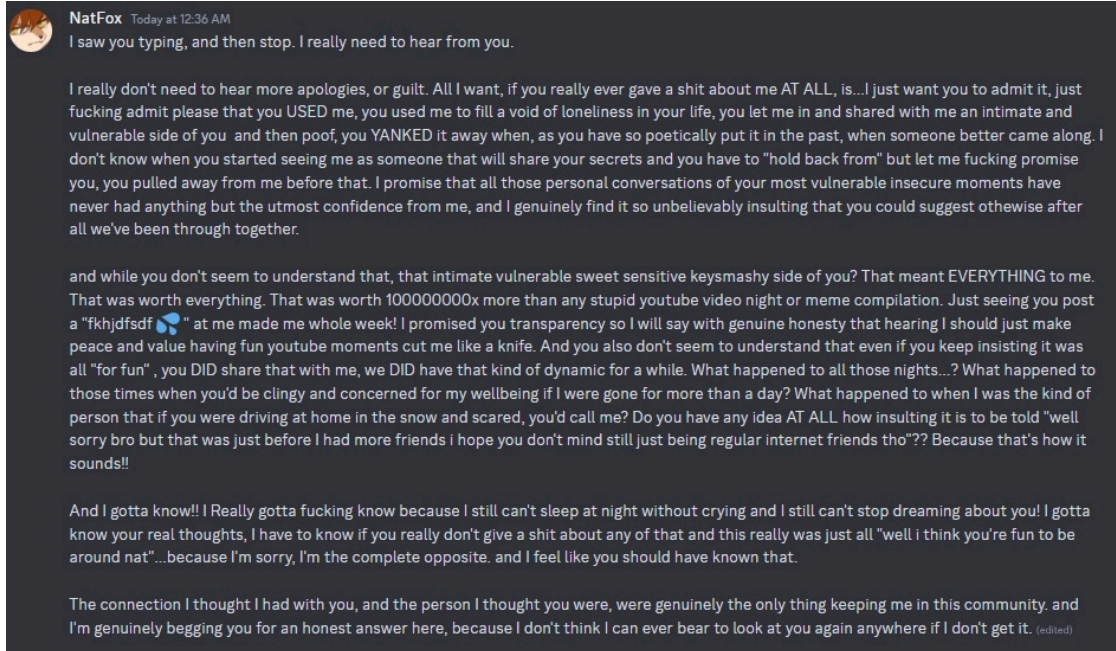 NatFox Today at 12:36 AM
I saw you typing, and then stop. I really need to hear from you.
I really don't need to hear more apologies, or guilt. All I want, if you really ever gave a shit about me AT ALL, is...I just want you to admit it, just
fucking admit please that you USED me, you used me to fill a void of loneliness in your life, you let me in and shared with me an intimate and
vulnerable side of you and then poof, you YANKED it away when, as you have so poetically put it in the past, when someone better came along. I
don't know when you started seeing me as someone that will share your secrets and you have to "hold back from" but let me fucking promise
you, you pulled away from me before that. I promise that all those personal conversations of your most vulnerable insecure moments have
never had anything but the utmost confidence from me, and I genuinely find it so unbelievably insulting that you could suggest othewise after
all we've been through together.
and while you don't seem to understand that, that intimate vulnerable sweet sensitive keysmashy side of you? That meant EVERYTHING to me.
That was worth everything. That was worth 100000000x more than any stupid youtube video night or meme compilation. Just seeing you post
a "fkhjdfsdf 💦" at me made me whole week! I promised you transparency so I will say with genuine honesty that hearing I should just make
peace and value having fun youtube moments cut me like a knife. And you also don't seem to understand that even if you keep insisting it was
all "for fun" , you DID share that with me, we DID have that kind of dynamic for a while. What happened to all those nights...? What happened to
those times when you'd be clingy and concerned for my wellbeing if I were gone for more than a day? What happened to when I was the kind of
person that if you were driving at home in the snow and scared, you'd call me? Do you have any idea AT ALL how insulting it is to be told "well
sorry bro but that was just before I had more friends i hope you don't mind still just being regular internet friends tho"?? Because that's how it
sounds!!
And I gotta know!! I Really gotta fucking know because I still can't sleep at night without crying and I still can't stop dreaming about you! I gotta
know your real thoughts, I have to know if you really don't give a shit about any of that and this really was just all "well i think you're fun to be
around nat"...because I'm sorry, I'm the complete opposite. and I feel like you should have known that.
The connection I thought I had with you, and the person I thought you were, were genuinely the only thing keeping me in this community. and
I'm genuinely begging you for an honest answer here, because I don't think I can ever bear to look at you again anywhere if I don't get it. (edited)